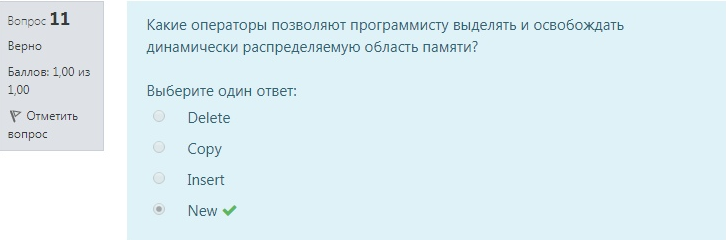 Вопрос 11
Верно
Баллов: 1,00 из
1,00
Отметить
вопрос
Какие операторы позволяют программисту выделять и освобождать
динамически распределяемую область памяти?
Выберите один ответ:
Delete
Copy
Insert
New